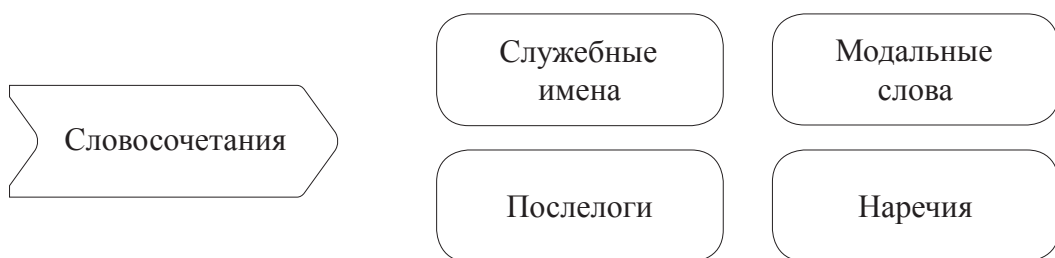 Словосочетания
Служебные
имена
Модальные
слова
Послелоги
Наречия